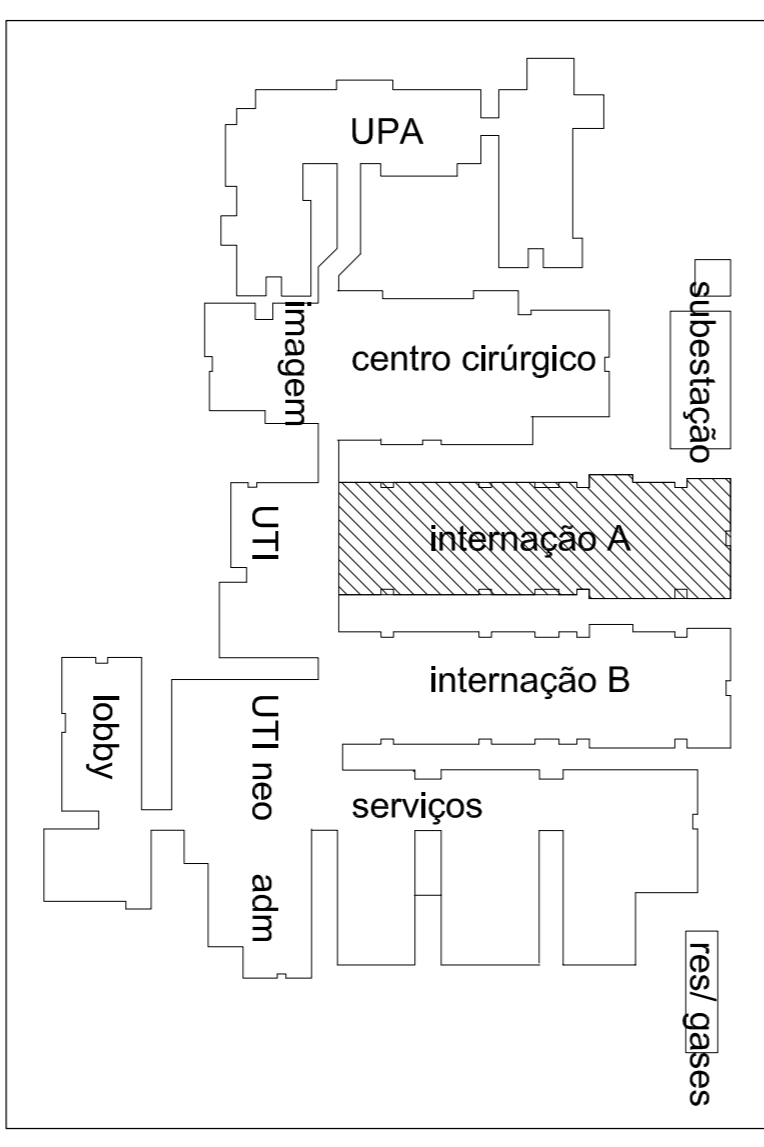 UPA
subestação
imagem
centro cirúrgico
UTI
internação A
internação B
lobby
UTI neo
serviços
adm
res/ gases